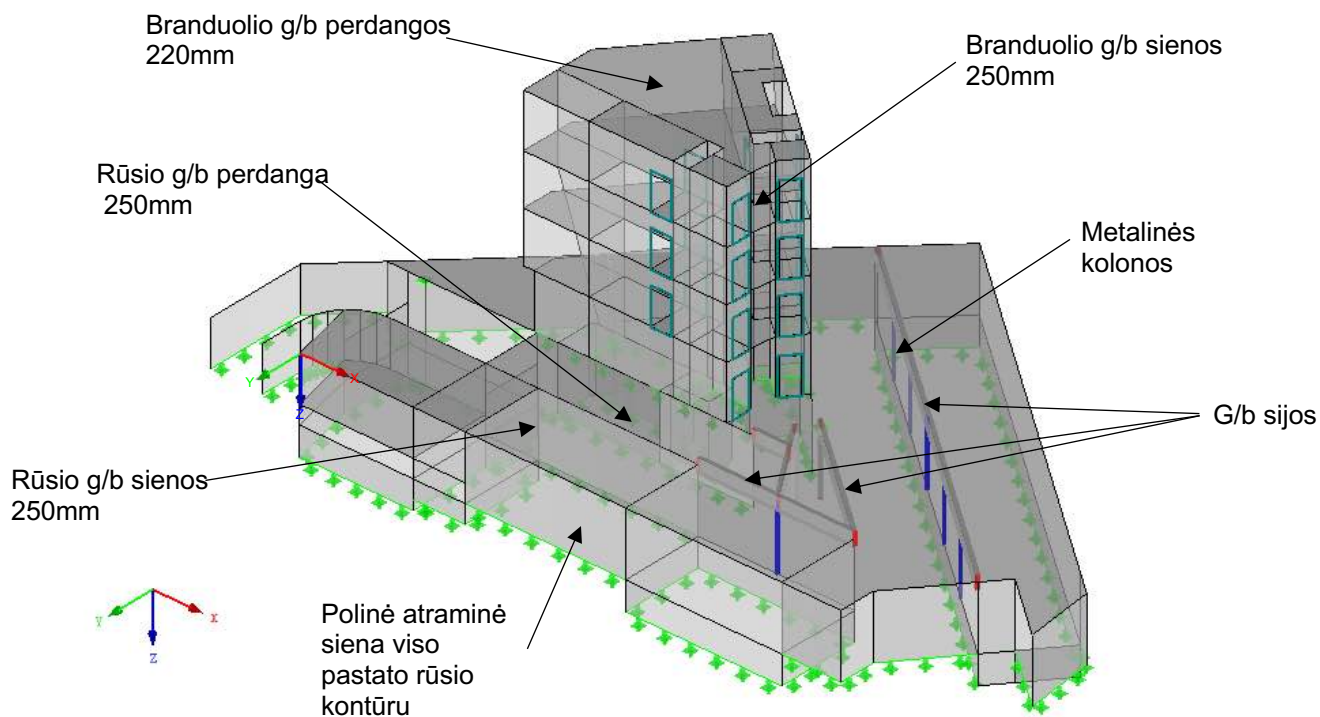 Branduolio g/b perdangos
220mm
Branduolio g/b sienos
250mm
Rūsio g/b perdanga
250mm
Metalinės
kolonos
G/b sijos
Rūsio g/b sienos
250mm
Polinė atraminė
siena viso
pastato rūsio
kontūru
Y
X
Z
Y
X
Z